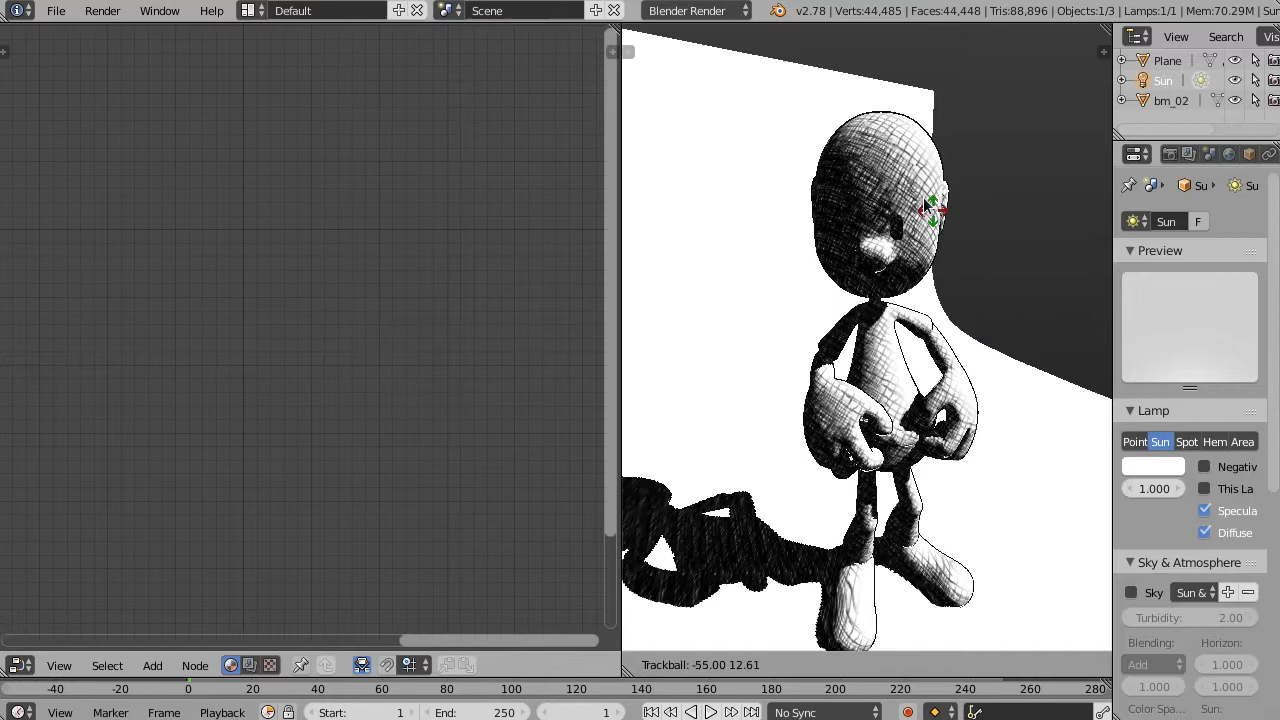 File Render Window Help Default Scene Blender Render v2.78 | Verts:44,485 | Faces:44,448 | Tris:88,896 | Objects:1/3 | Lamps:1/1 | Mem:70.29M | Sun
View Search Vis
Plane
Sun
bm_02
Su Su
Sun F
Preview
Lamp
Point Sun Spot Hem Area
Negativ
1.000 This La
Specula
Diffuse
Sky & Atmosphere
Sky Sun &
Turbidity: 2.00
Blending: Horizon:
Add 1.000
1.000 1.000
Color Spa... Sun:
View Select Add Node Trackball: -55.00 12.61
-40 -20 0 20 40 60 80 100 120 140 160 180 200 220 240 260 280
View Marker Frame Playback Start: 1 End: 250 1 No Sync